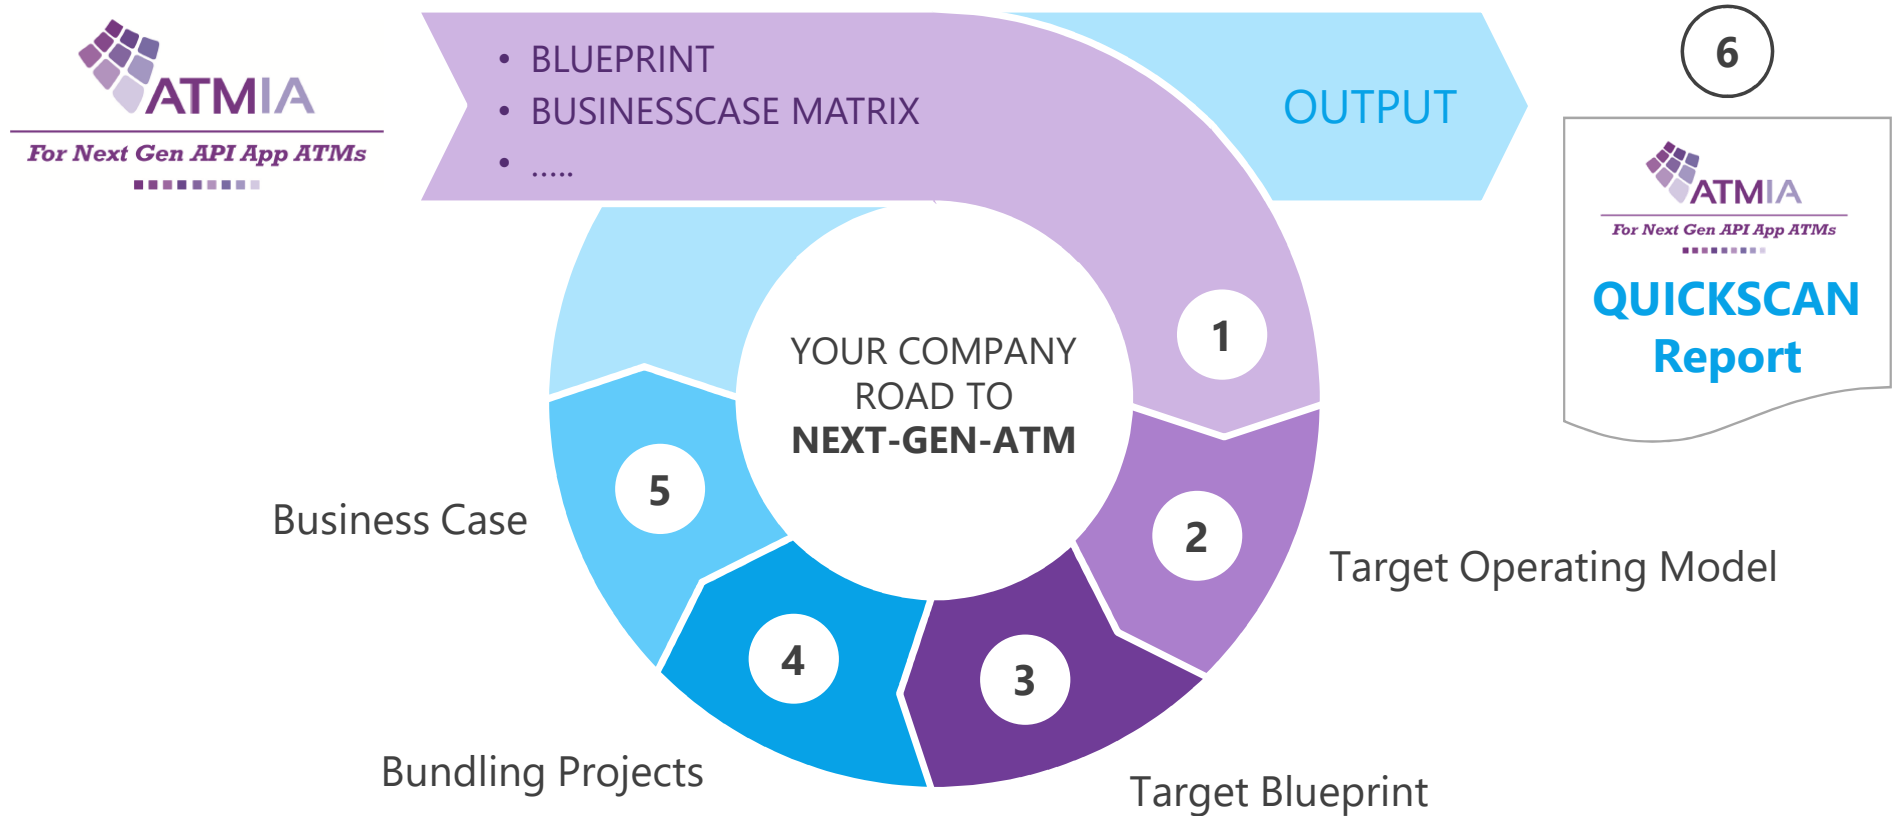 ATMIA
For Next Gen API App ATMs
• BLUEPRINT
• BUSINESSCASE MATRIX
• .....
OUTPUT
6
ATMIA
For Next Gen API App ATMs
QUICKSCAN
Report
YOUR COMPANY
ROAD TO
NEXT-GEN-ATM
1
2
Target Operating Model
3
Target Blueprint
4
Bundling Projects
5
Business Case